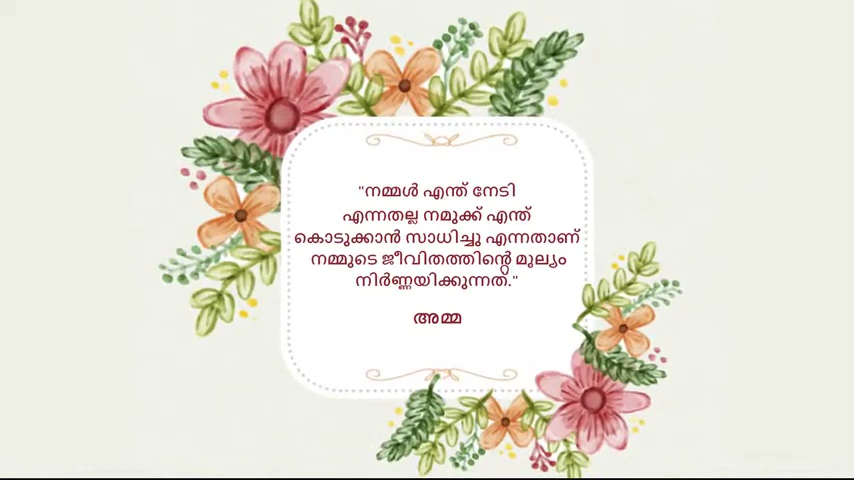 "നമ്മൾ എന്ത് നേടി
എന്നതല്ല നമുക്ക് എന്ത്
കൊടുക്കാൻ സാധിച്ചു എന്നതാണ്
നമ്മുടെ ജീവിതത്തിന്റെ മൂല്യം
നിർണ്ണയിക്കുന്നത്."
അമ്മ